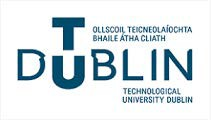 OLLSCOIL TEICNEOLAÍOCHTA
BHAILE ÁTHA CLIATH
TU
DUBLIN
TECHNOLOGICAL
UNIVERSITY DUBLIN